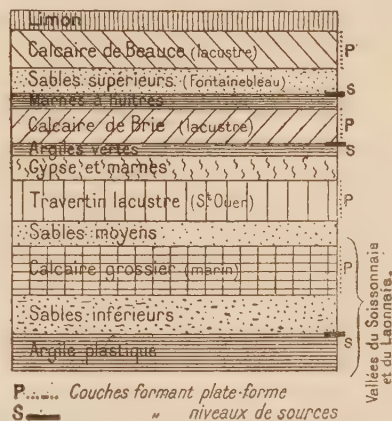 Limon
Calcaire de Beauce (lacustre) P
Sables supérieurs (Fontainebleau)
S
Marnes à huîtres
Calcaire de Brie (lacustre) P
Argiles vertes S
Gypse et marnes
Travertin lacustre (St Ouen) P
Sables moyens
Calcaire grossier (marin) P
Sables inférieurs
S
Argile plastique
Vallées du Soissonnais
et du Laonnais.
P..... Couches formant plate-forme
S " niveaux de sources